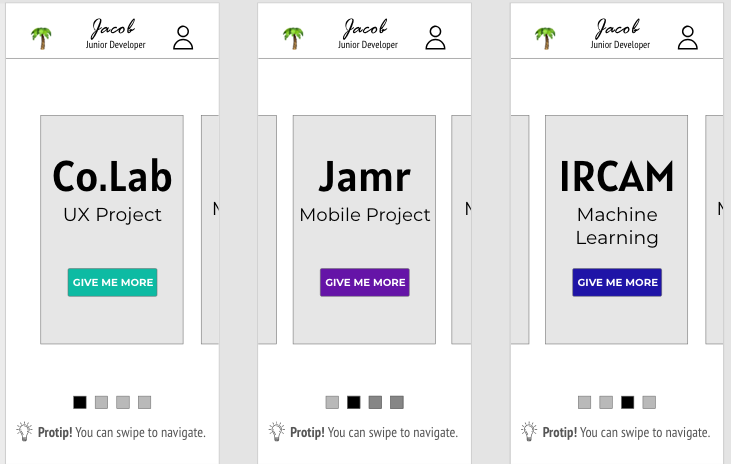 Jacob
Junior Developer
Co.Lab
UX Project
GIVE ME MORE
M
Protip! You can swipe to navigate.
Jacob
Junior Developer
Jamr
Mobile Project
GIVE ME MORE
M
Protip! You can swipe to navigate.
Jacob
Junior Developer
IRCAM
Machine
Learning
GIVE ME MORE
M
Protip! You can swipe to navigate.